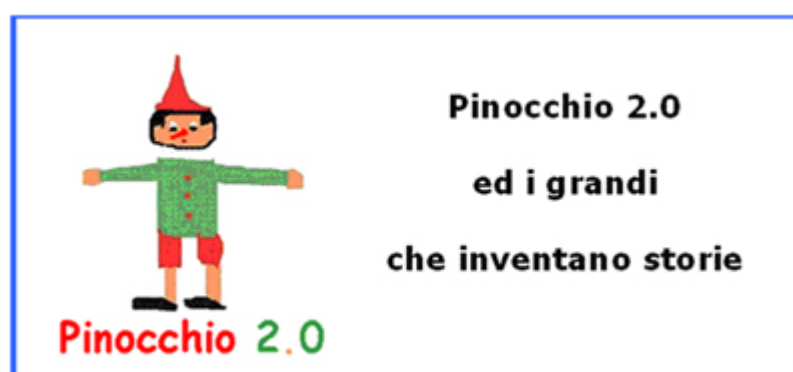 Pinocchio 2.0
ed i grandi
che inventano storie
Pinocchio 2.0